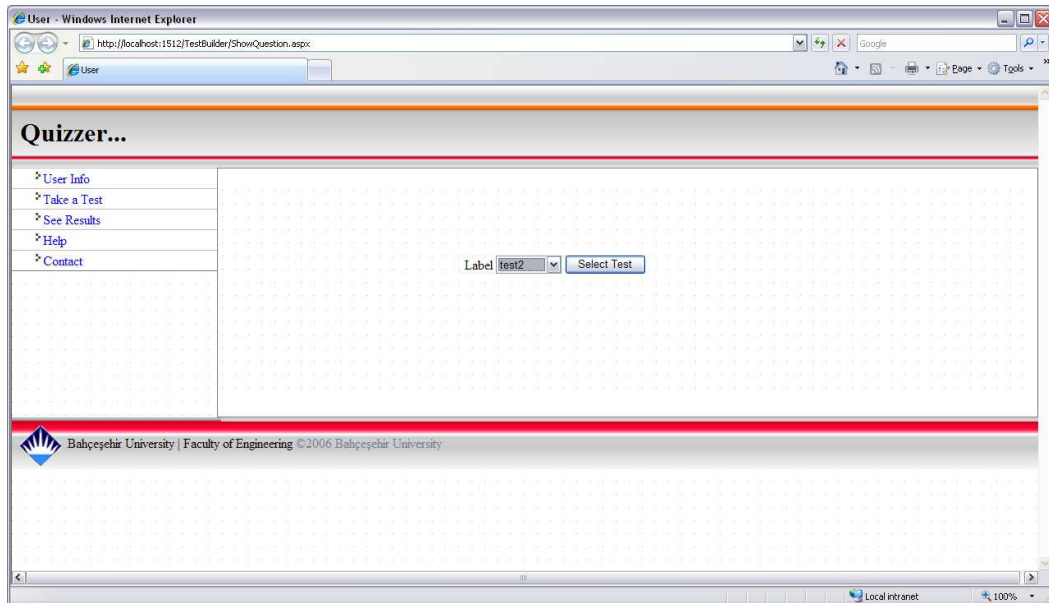 User - Windows Internet Explorer
http://localhost:1512/TestBuilder/ShowQuestion.aspx
Google
User
Page
Tools
»
Quizzer...
User Info
Take a Test
See Results
Help
Contact
Label test2 Select Test
Bahçeşehir University | Faculty of Engineering ©2006 Bahçeşehir University
Local intranet
100%